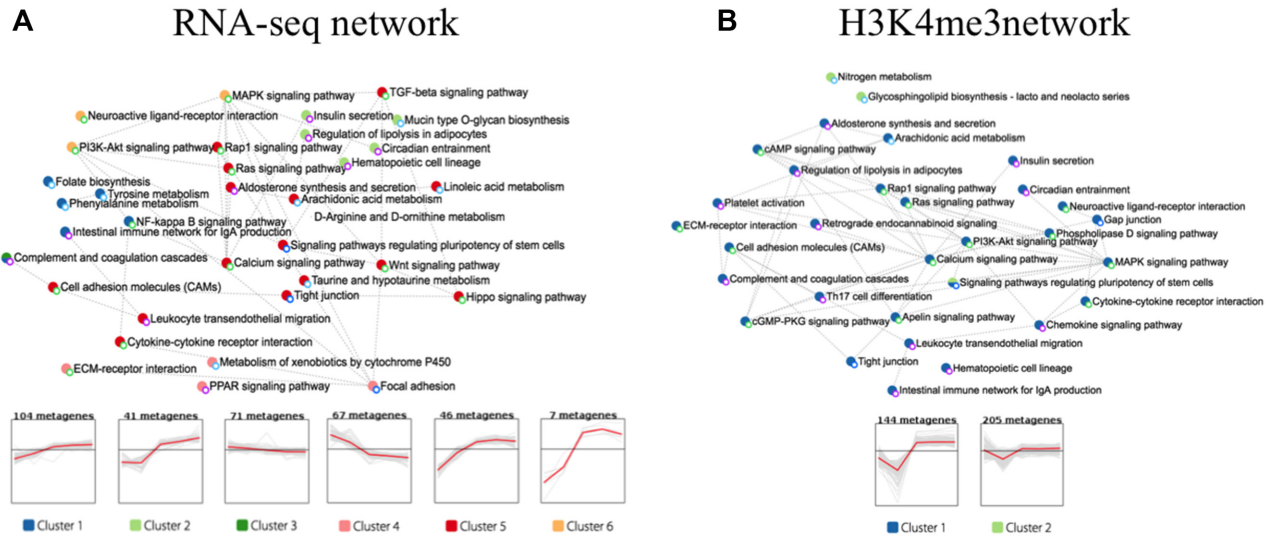 A
RNA-seq network
MAPK signaling pathway
TGF-beta signaling pathway
Neuroactive ligand-receptor interaction
Insulin secretion
Mucin type O-glycan biosynthesis
Regulation of lipolysis in adipocytes
PI3K-Akt signaling pathway
Rap1 signaling pathway
Circadian entrainment
Hematopoietic cell lineage
Ras signaling pathway
Folate biosynthesis
Aldosterone synthesis and secretion
Linoleic acid metabolism
Tyrosine metabolism
Arachidonic acid metabolism
Phenylalanine metabolism
D-Arginine and D-ornithine metabolism
NF-kappa B signaling pathway
Intestinal immune network for IgA production
Signaling pathways regulating pluripotency of stem cells
Complement and coagulation cascades
Calcium signaling pathway
Wnt signaling pathway
Taurine and hypotaurine metabolism
Cell adhesion molecules (CAMs)
Tight junction
Hippo signaling pathway
Leukocyte transendothelial migration
Cytokine-cytokine receptor interaction
Metabolism of xenobiotics by cytochrome P450
ECM-receptor interaction
PPAR signaling pathway
Focal adhesion
104 metagenes
41 metagenes
71 metagenes
67 metagenes
46 metagenes
7 metagenes
Cluster 1
Cluster 2
Cluster 3
Cluster 4
Cluster 5
Cluster 6
B
H3K4me3network
Nitrogen metabolism
Glycosphingolipid biosynthesis - lacto and neolacto series
Aldosterone synthesis and secretion
Arachidonic acid metabolism
cAMP signaling pathway
Insulin secretion
Regulation of lipolysis in adipocytes
Rap1 signaling pathway
Circadian entrainment
Platelet activation
Ras signaling pathway
Neuroactive ligand-receptor interaction
Gap junction
ECM-receptor interaction
Retrograde endocannabinoid signaling
Phospholipase D signaling pathway
PI3K-Akt signaling pathway
Cell adhesion molecules (CAMs)
Calcium signaling pathway
MAPK signaling pathway
Complement and coagulation cascades
Signaling pathways regulating pluripotency of stem cells
Th17 cell differentiation
Cytokine-cytokine receptor interaction
cGMP-PKG signaling pathway
Apelin signaling pathway
Chemokine signaling pathway
Leukocyte transendothelial migration
Tight junction
Hematopoietic cell lineage
Intestinal immune network for IgA production
144 metagenes
205 metagenes
Cluster 1
Cluster 2